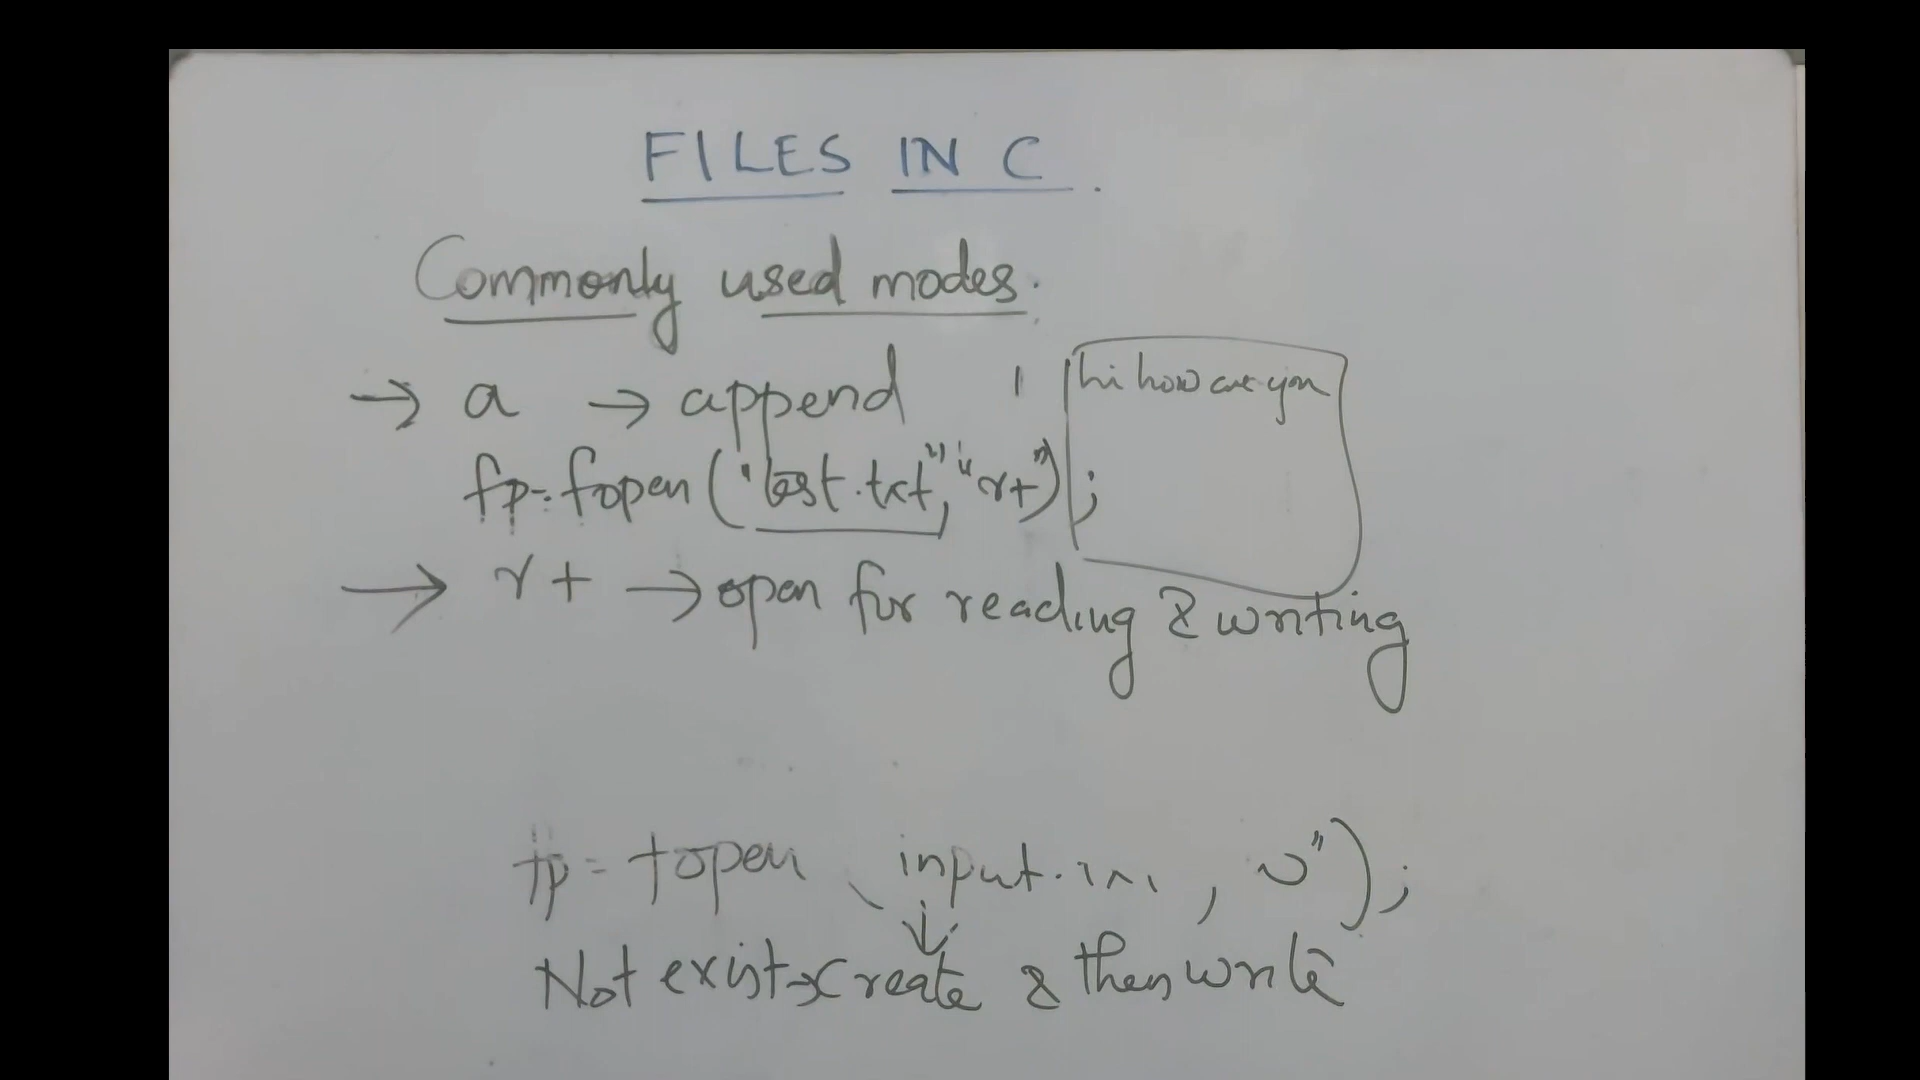 FILES IN C.
Commonly used modes.
→ a → append
hi how are you
fp=fopen("test.txt", "r+");
→ r+ → open for reading & writing
fp=fopen input. , w");
↓
Not exist→Create & then write